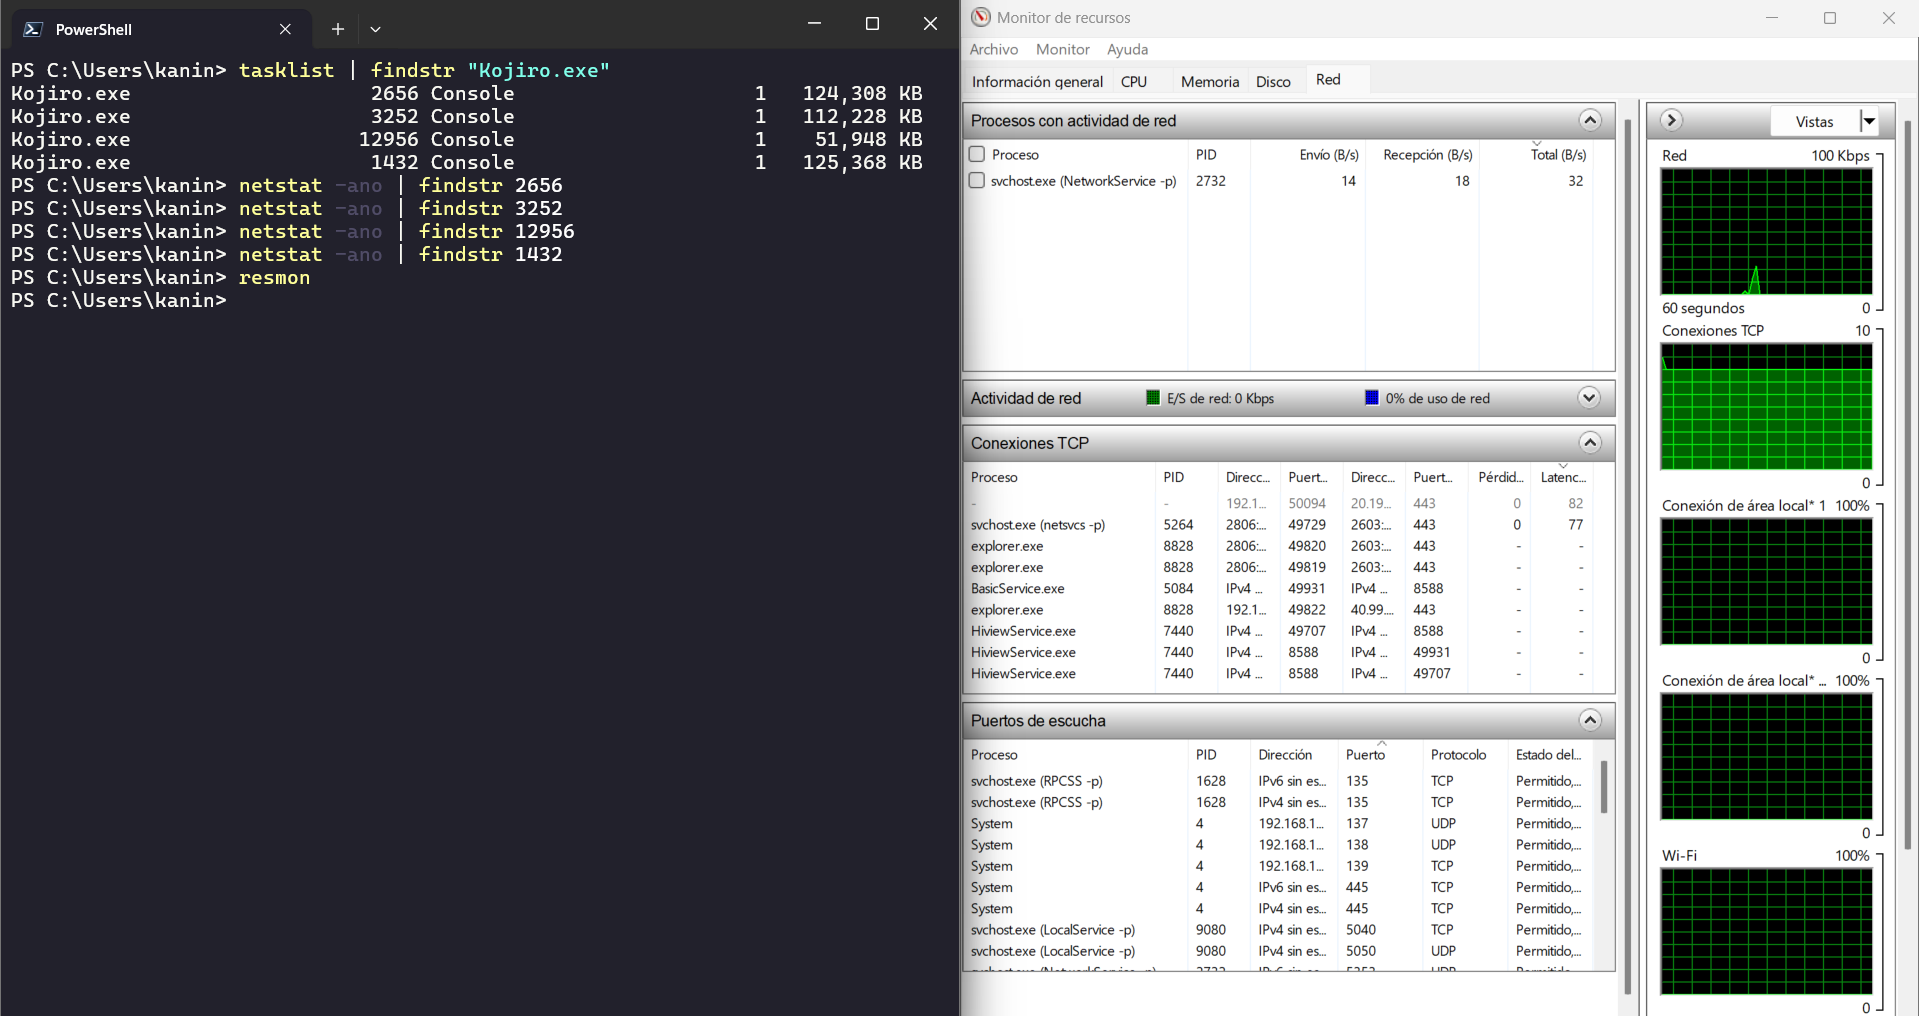 PowerShell
PS C:\Users\kanin> tasklist | findstr "Kojiro.exe"
Kojiro.exe 2656 Console 1 124,308 KB
Kojiro.exe 3252 Console 1 112,228 KB
Kojiro.exe 12956 Console 1 51,948 KB
Kojiro.exe 1432 Console 1 125,368 KB
PS C:\Users\kanin> netstat -ano | findstr 2656
PS C:\Users\kanin> netstat -ano | findstr 3252
PS C:\Users\kanin> netstat -ano | findstr 12956
PS C:\Users\kanin> netstat -ano | findstr 1432
PS C:\Users\kanin> resmon
PS C:\Users\kanin>
Monitor de recursos
Archivo Monitor Ayuda
Información general CPU Memoria Disco Red
Procesos con actividad de red
Proceso PID Envío (B/s) Recepción (B/s) Total (B/s)
svchost.exe (NetworkService -p) 2732 14 18 32
Actividad de red E/S de red: 0 Kbps 0% de uso de red
Conexiones TCP
Proceso PID Direcc... Puert... Direcc... Puert... Pérdid... Latenc...
- - 192.1... 50094 20.19... 443 0 82
svchost.exe (netsvcs -p) 5264 2806:... 49729 2603:... 443 0 77
explorer.exe 8828 2806:... 49820 2603:... 443 - -
explorer.exe 8828 2806:... 49819 2603:... 443 - -
BasicService.exe 5084 IPv4 ... 49931 IPv4 ... 8588 - -
explorer.exe 8828 192.1... 49822 40.99.... 443 - -
HiviewService.exe 7440 IPv4 ... 49707 IPv4 ... 8588 - -
HiviewService.exe 7440 IPv4 ... 8588 IPv4 ... 49931 - -
HiviewService.exe 7440 IPv4 ... 8588 IPv4 ... 49707 - -
Puertos de escucha
Proceso PID Dirección Puerto Protocolo Estado del...
svchost.exe (RPCSS -p) 1628 IPv6 sin es... 135 TCP Permitido,...
svchost.exe (RPCSS -p) 1628 IPv4 sin es... 135 TCP Permitido,...
System 4 192.168.1... 137 UDP Permitido,...
System 4 192.168.1... 138 UDP Permitido,...
System 4 192.168.1... 139 TCP Permitido,...
System 4 IPv6 sin es... 445 TCP Permitido,...
System 4 IPv4 sin es... 445 TCP Permitido,...
svchost.exe (LocalService -p) 9080 IPv4 sin es... 5040 TCP Permitido,...
svchost.exe (LocalService -p) 9080 IPv4 sin es... 5050 UDP Permitido,...
Vistas
Red 100 Kbps
60 segundos 0
Conexiones TCP 10
0
Conexión de área local* 1 100%
0
Conexión de área local* ... 100%
0
Wi-Fi 100%
0